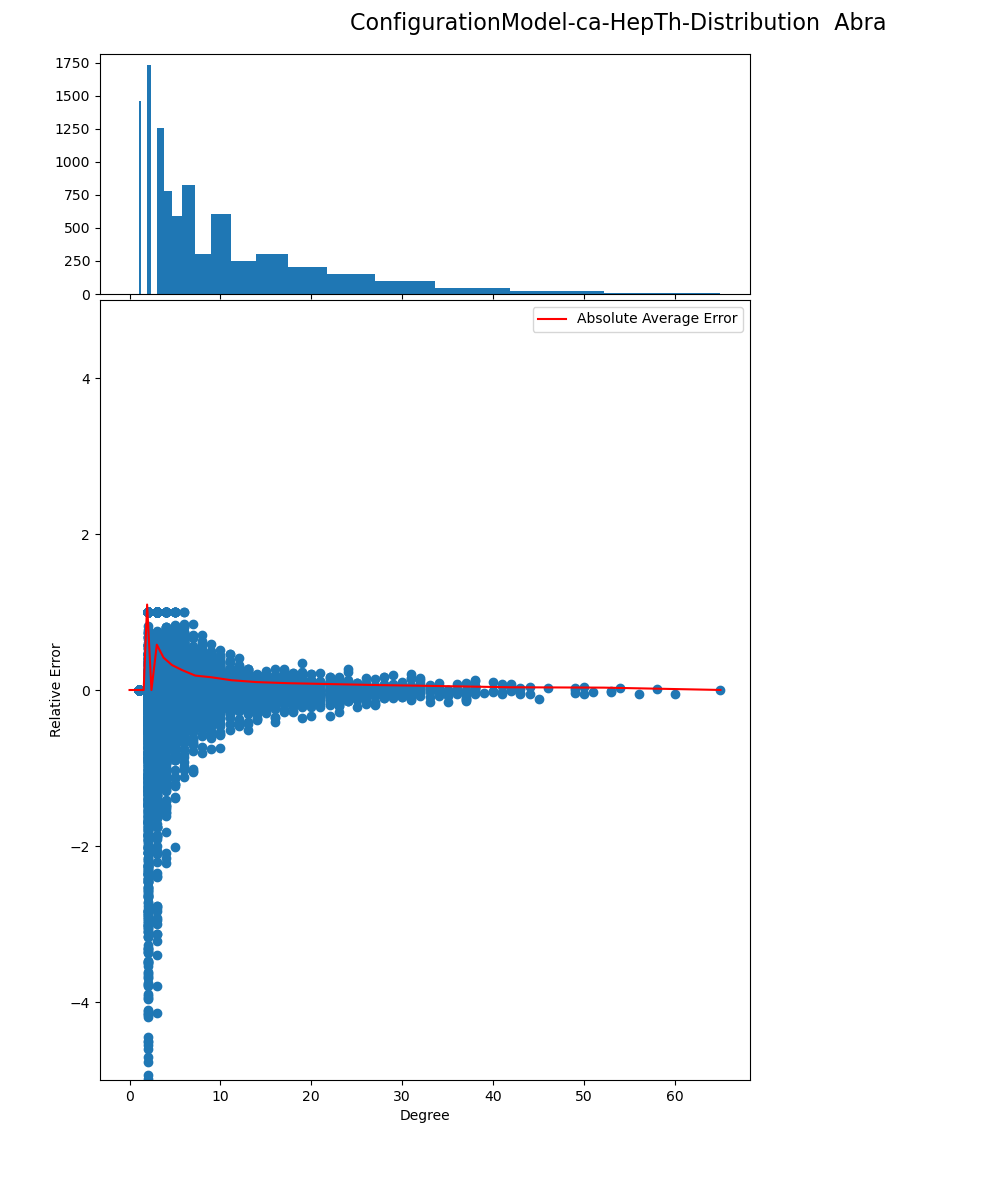 ConfigurationModel-ca-HepTh-Distribution  Abra
1750
1500
1250
1000
750
500
250
0
Absolute Average Error
4
2
0
−2
−4
Relative Error
0 10 20 30 40 50 60
Degree